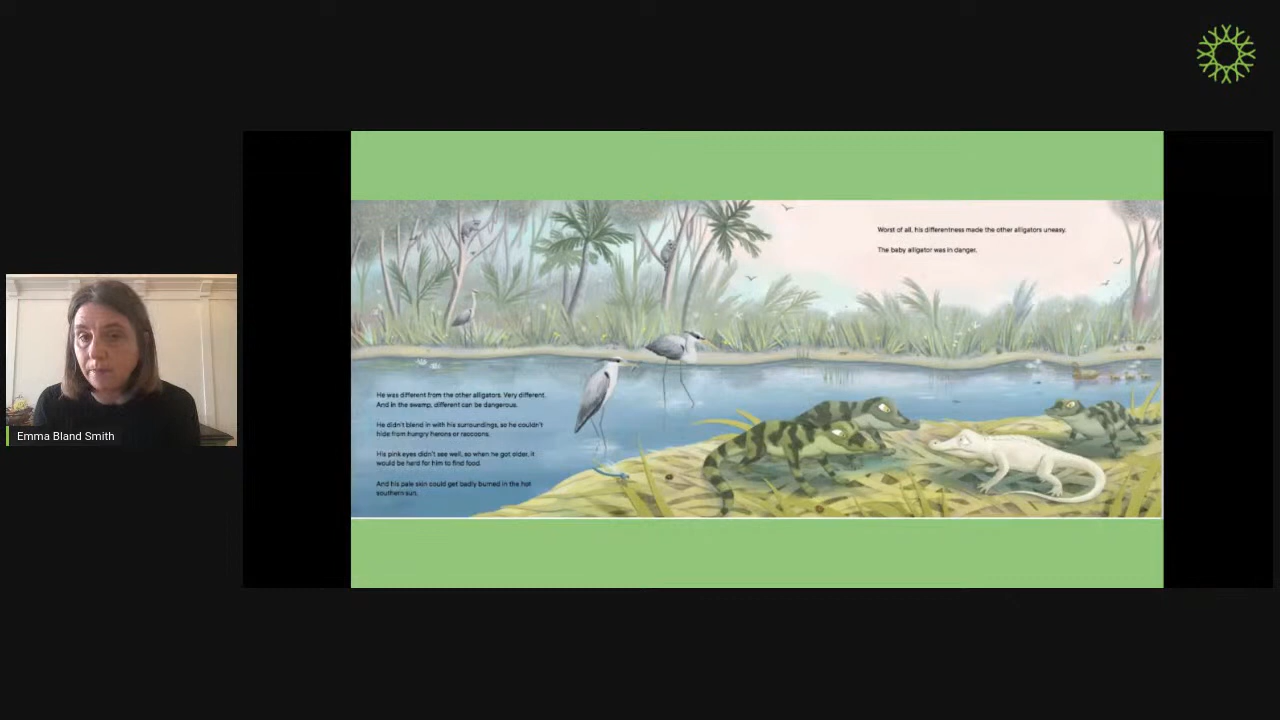 Worst of all, his differentness made the other alligators uneasy.
The baby alligator was in danger.
He was different from the other alligators. Very different.
And in the swamp, different can be dangerous.
He didn't blend in with his surroundings, so he couldn't
hide from hungry herons or raccoons.
His pink eyes didn't see well, so when he got older, it
would be hard for him to find food.
And his pale skin could get badly burned in the hot
southern sun.
Emma Bland Smith